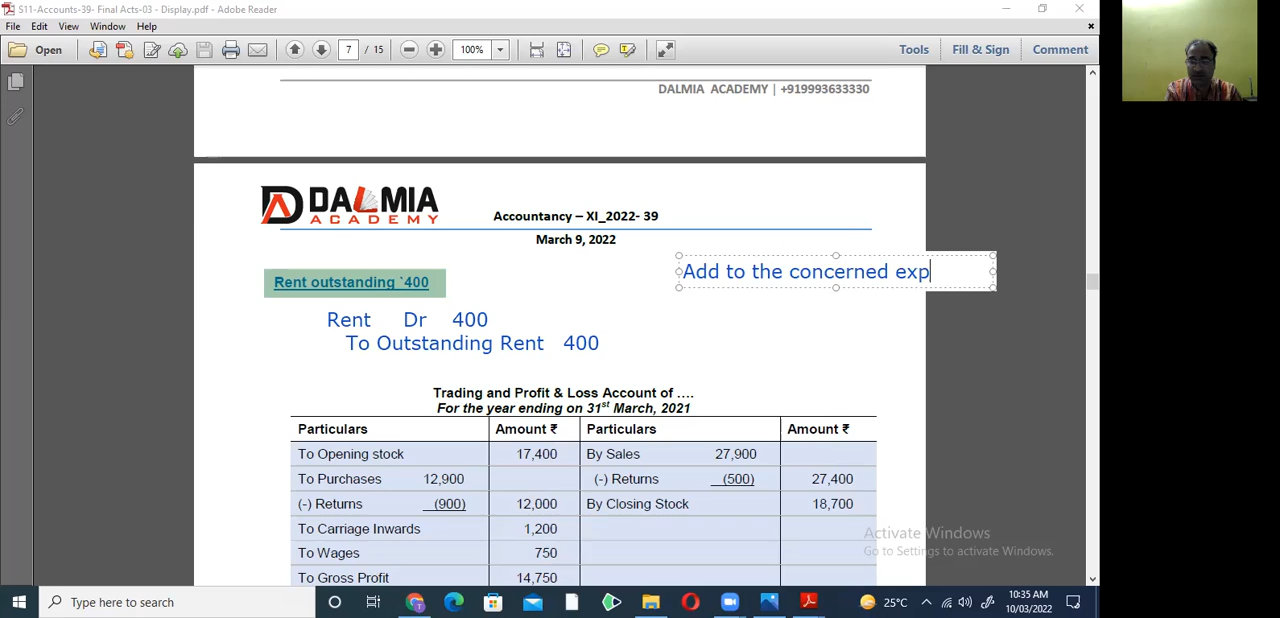 S11-Accounts-39- Final Acts-03 - Display.pdf - Adobe Reader
File Edit View Window Help
Open 7 / 15 100% Tools Fill & Sign Comment
DALMIA ACADEMY | +919993633330
DALMIA
ACADEMY
Accountancy – XI_2022- 39
March 9, 2022
Add to the concerned exp
Rent outstanding `400
Rent Dr 400
To Outstanding Rent 400
Trading and Profit & Loss Account of ….
For the year ending on 31st March, 2021
Particulars Amount ₹ Particulars Amount ₹
To Opening stock 17,400 By Sales 27,900
To Purchases 12,900 (-) Returns (500) 27,400
(-) Returns (900) 12,000 By Closing Stock 18,700
To Carriage Inwards 1,200
To Wages 750
To Gross Profit 14,750
Activate Windows
Go to Settings to activate Windows.
Type here to search
25°C
10:35 AM
10/03/2022